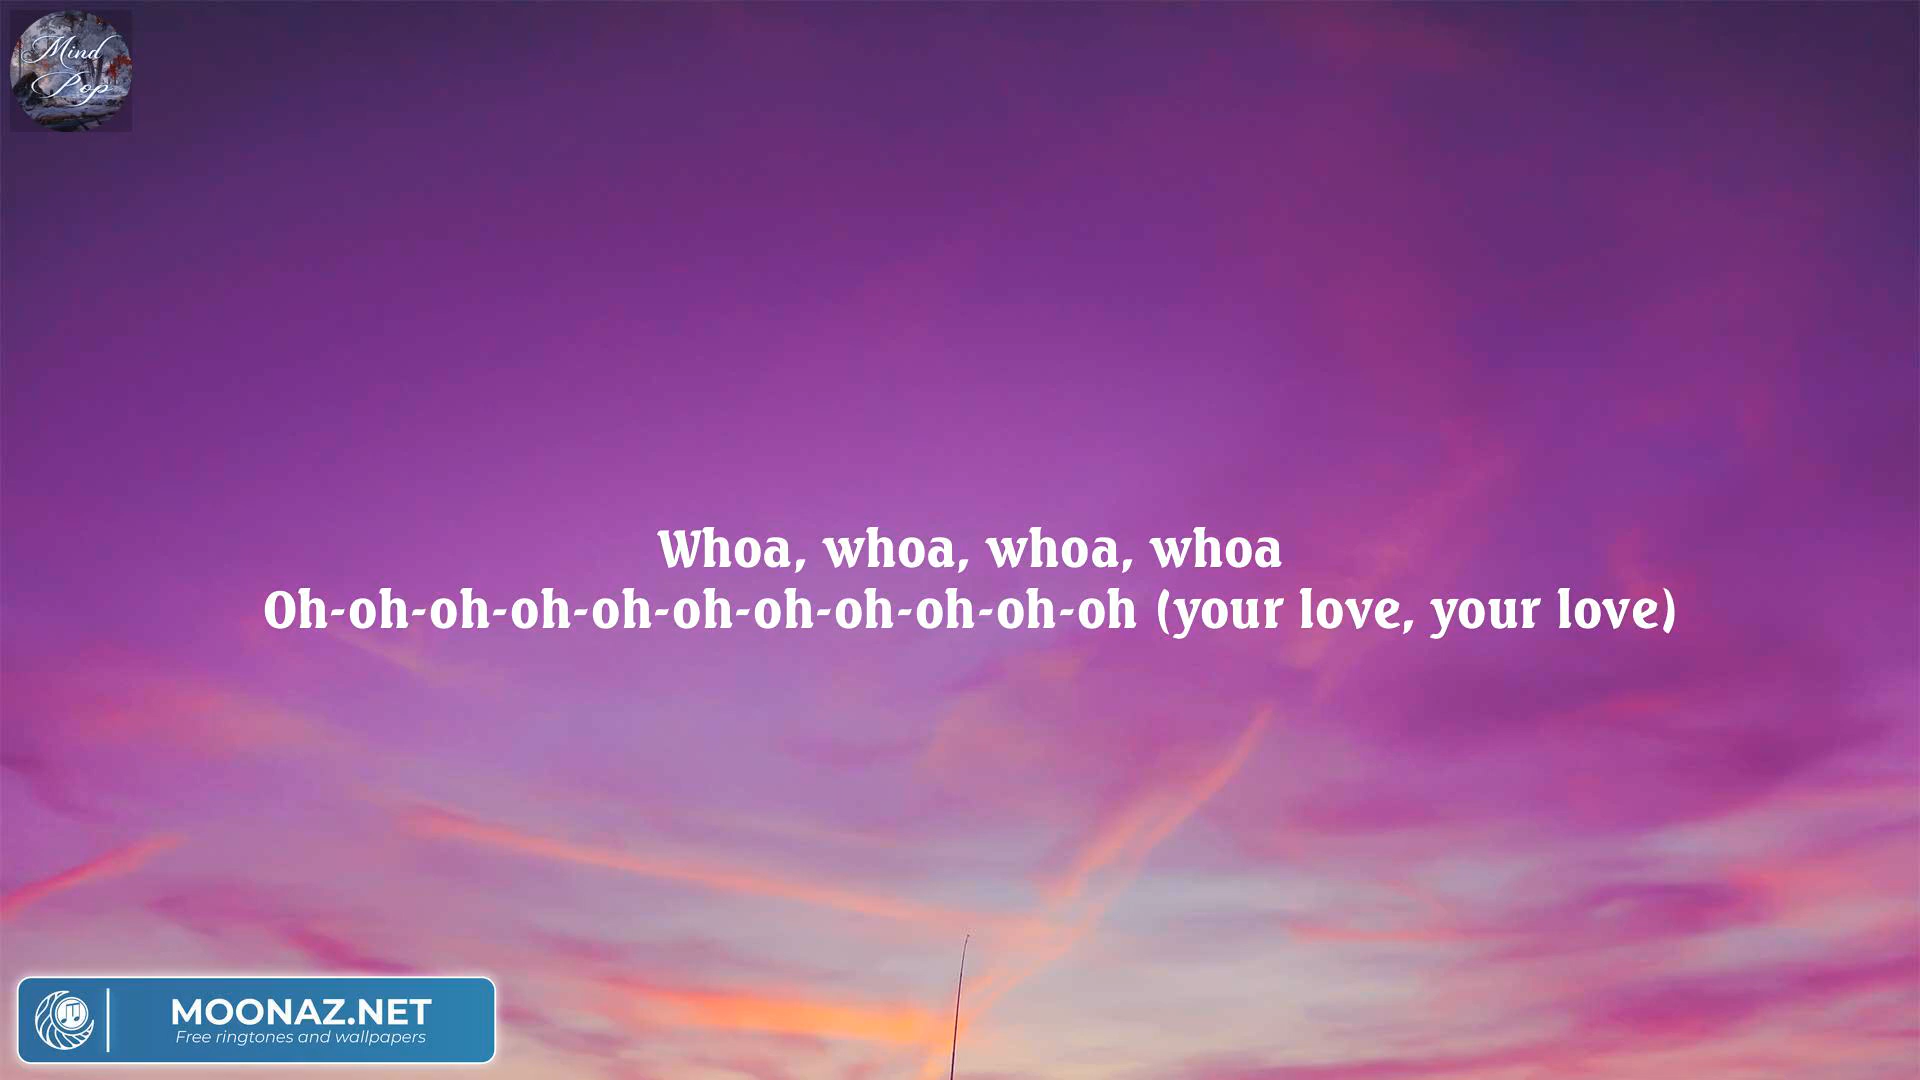 Mind
Pop
Whoa, whoa, whoa, whoa
Oh-oh-oh-oh-oh-oh-oh-oh-oh-oh-oh (your love, your love)
MOONAZ.NET
Free ringtones and wallpapers